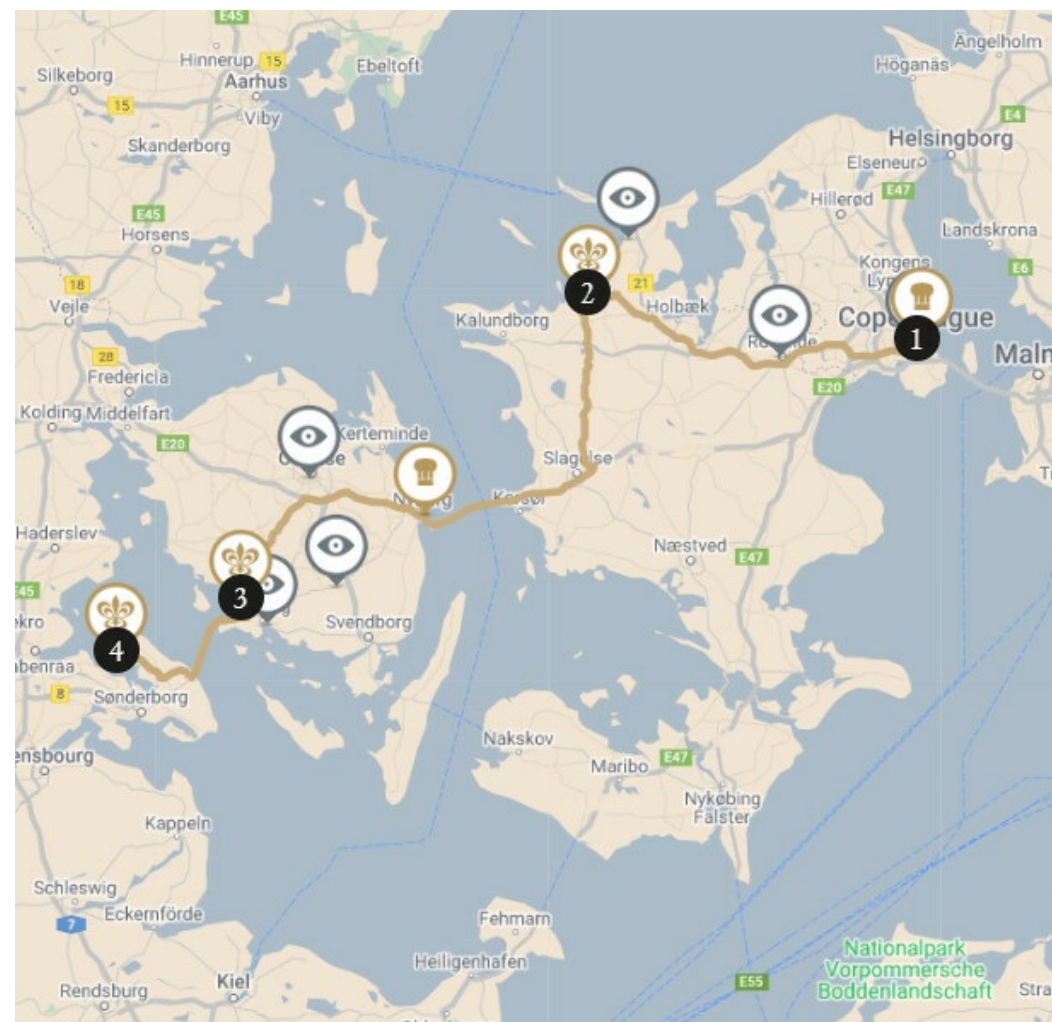 E45
Ängelholm
Hinnerup
15
Ebeltoft
Höganäs
Silkeborg
Aarhus
15
E4
Viby
Helsingborg
Skanderborg
Elseneur
E47
Hillerød
E45
Landskrona
Horsens
Kongens
E6
18
21
Vejle
Holbæk
2
Kalundborg
1
Malm
28
Fredericia
E20
Kolding
Middelfart
Kerteminde
E20
Slagelse
Korsør
Haderslev
Næstved
E47
E45
3
Svendborg
4
8
Sønderborg
Nakskov
Maribo
E47
Nykøbing
Falster
Kappeln
Schleswig
7
Eckernförde
Fehmarn
Nationalpark
Vorpommersche
Boddenlandschaft
Heiligenhafen
Kiel
E55
Rendsburg
Stra